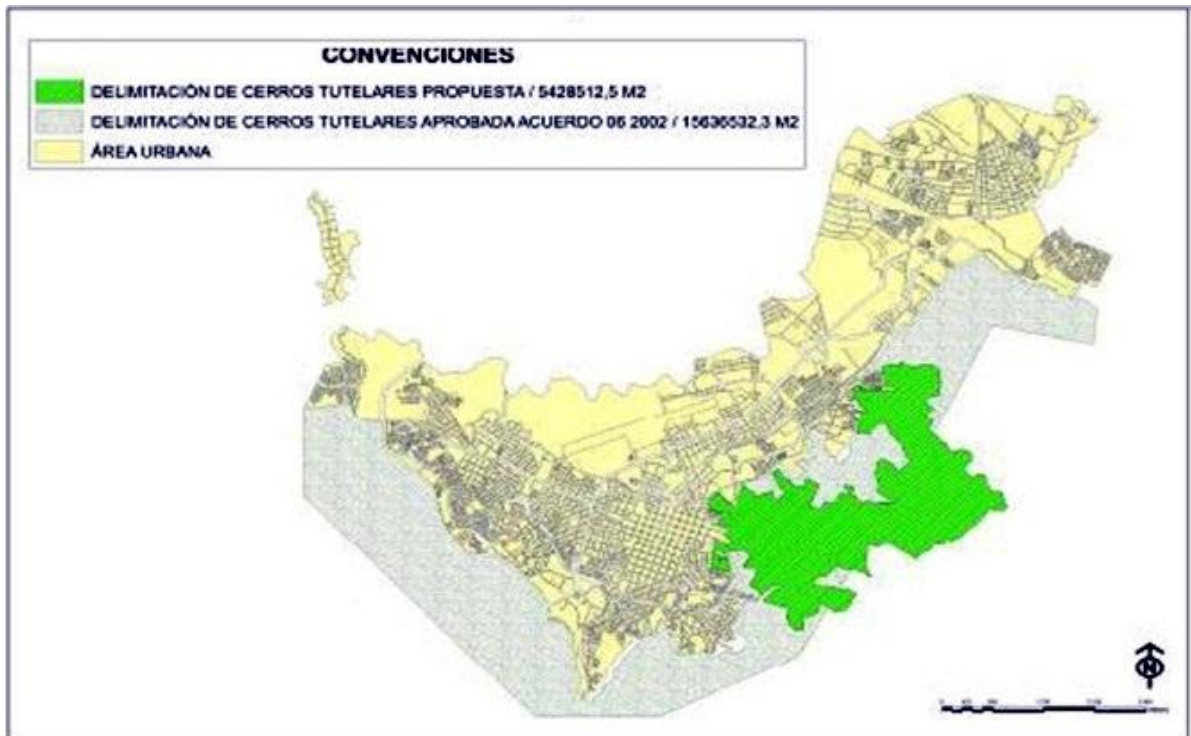 CONVENCIONES
DELIMITACIÓN DE CERROS TUTELARES PROPUESTA / 5428512,5 M2
DELIMITACIÓN DE CERROS TUTELARES APROBADA ACUERDO 06 2002 / 15636532,3 M2
ÁREA URBANA
N